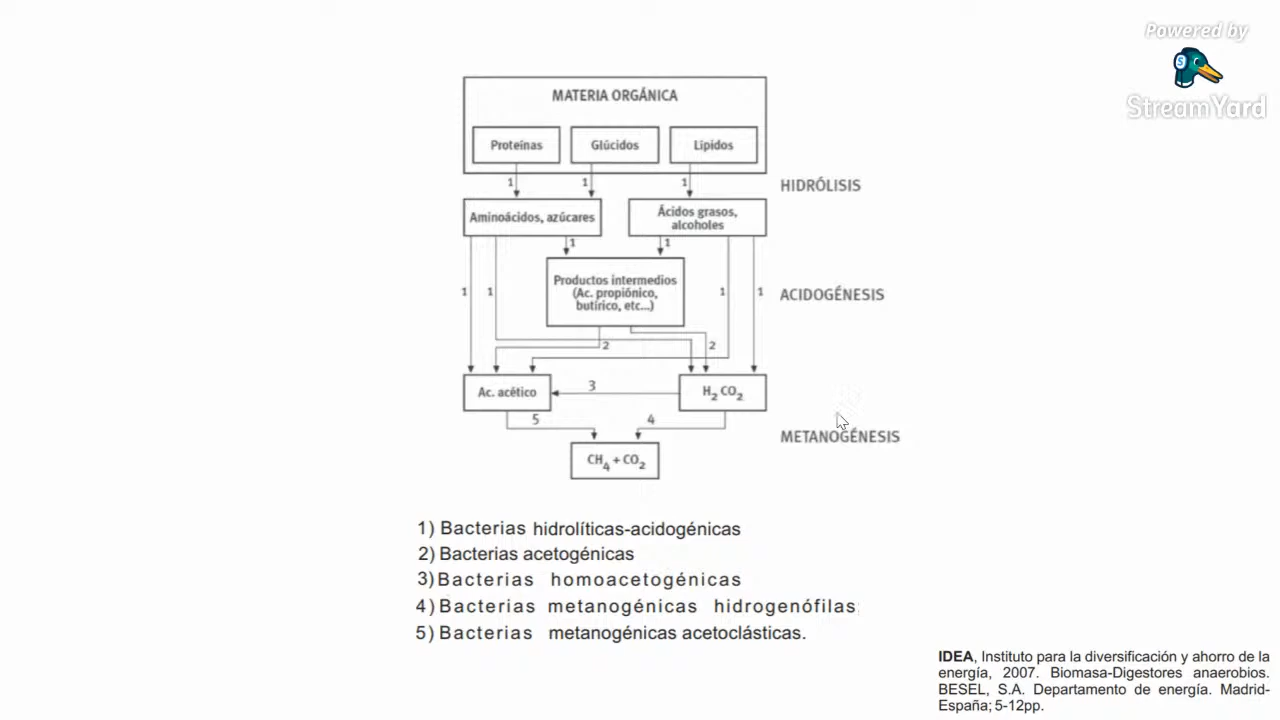 Powered by
StreamYard
MATERIA ORGÁNICA
Proteínas
Glúcidos
Lípidos
1
1
1
HIDRÓLISIS
Aminoácidos, azúcares
Ácidos grasos,
alcoholes
1
1
Productos intermedios
(Ac. propiónico,
butírico, etc...)
1
1
1
1
ACIDOGÉNESIS
2
2
Ac. acético
3
H2 CO2
5
4
METANOGÉNESIS
CH4 + CO2
1) Bacterias hidrolíticas-acidogénicas
2) Bacterias acetogénicas
3) Bacterias homoacetogénicas
4) Bacterias metanogénicas hidrogenófilas
5) Bacterias metanogénicas acetoclásticas.
IDEA, Instituto para la diversificación y ahorro de la
energía, 2007. Biomasa-Digestores anaerobios.
BESEL, S.A. Departamento de energía. Madrid-
España; 5-12pp.